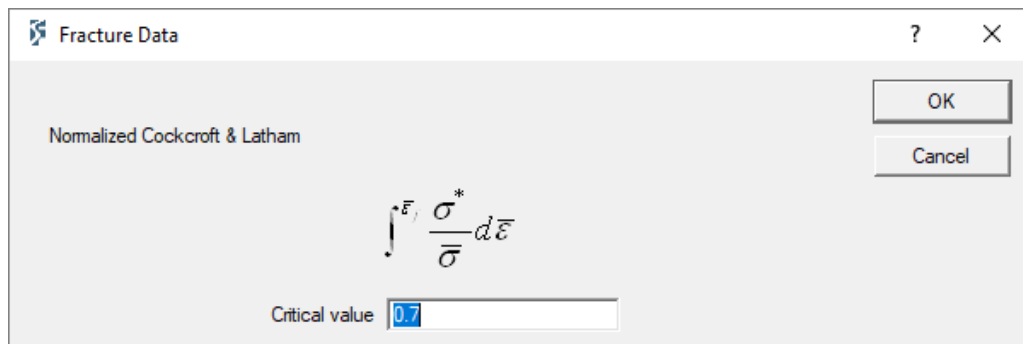 Fracture Data ? ×
OK
Normalized Cockcroft & Latham
Cancel
∫^ε̄f σ*/σ̄ dε̄
Critical value 0.7